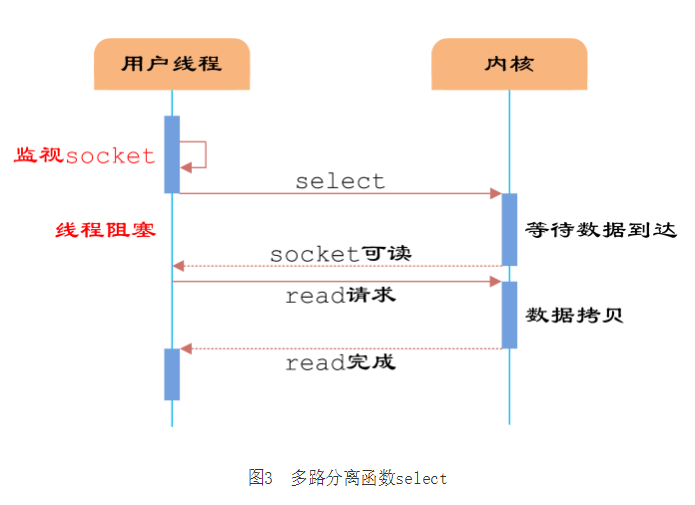 用户线程
内核
监视socket
select
线程阻塞
等待数据到达
socket可读
read请求
数据拷贝
read完成
图3 多路分离函数select